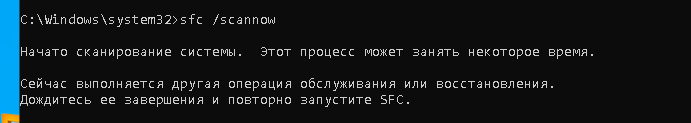 C:\Windows\system32>sfc /scannow
Начато сканирование системы.  Этот процесс может занять некоторое время.
Сейчас выполняется другая операция обслуживания или восстановления.
Дождитесь ее завершения и повторно запустите SFC.